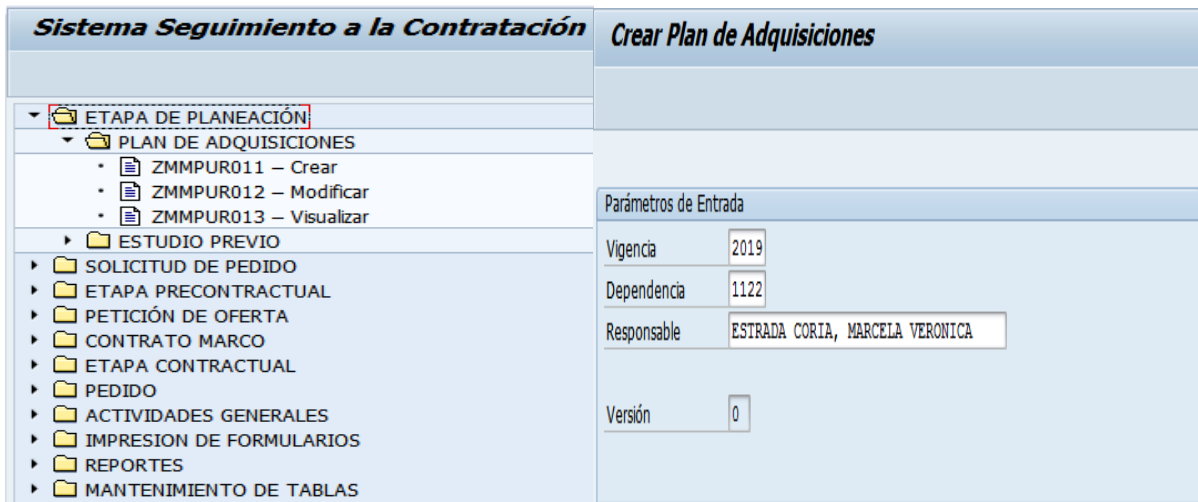 Sistema Seguimiento a la Contratación
ETAPA DE PLANEACIÓN
PLAN DE ADQUISICIONES
ZMMPUR011 – Crear
ZMMPUR012 – Modificar
ZMMPUR013 – Visualizar
ESTUDIO PREVIO
SOLICITUD DE PEDIDO
ETAPA PRECONTRACTUAL
PETICIÓN DE OFERTA
CONTRATO MARCO
ETAPA CONTRACTUAL
PEDIDO
ACTIVIDADES GENERALES
IMPRESION DE FORMULARIOS
REPORTES
MANTENIMIENTO DE TABLAS
Crear Plan de Adquisiciones
Parámetros de Entrada
Vigencia 2019
Dependencia 1122
Responsable ESTRADA CORIA, MARCELA VERONICA
Versión 0